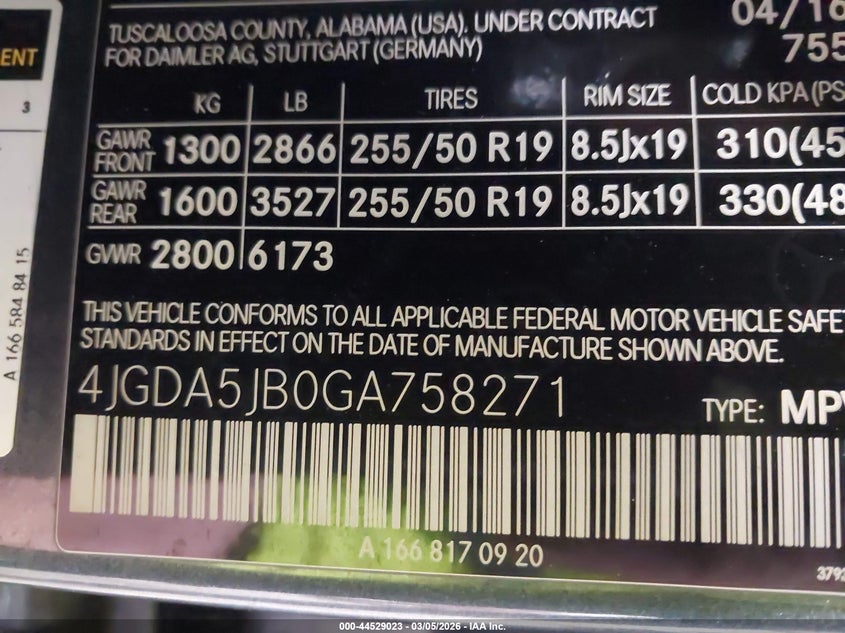 TUSCALOOSA COUNTY, ALABAMA (USA). UNDER CONTRACT 04/16
FOR DAIMLER AG, STUTTGART (GERMANY) 755
ENT
3
KG LB TIRES RIM SIZE COLD KPA (PS
GAWR FRONT 1300 2866 255/50 R19 8.5Jx19 310(45
GAWR REAR 1600 3527 255/50 R19 8.5Jx19 330(48
GVWR 2800 6173
A 166 584 84 15
THIS VEHICLE CONFORMS TO ALL APPLICABLE FEDERAL MOTOR VEHICLE SAFET
STANDARDS IN EFFECT ON THE DATE OF MANUFACTURE SHOWN ABOVE.
4JGDA5JB0GA758271
TYPE: MPV
A 166 817 09 20
3793
000-44529023 - 03/05/2026 - IAA Inc.